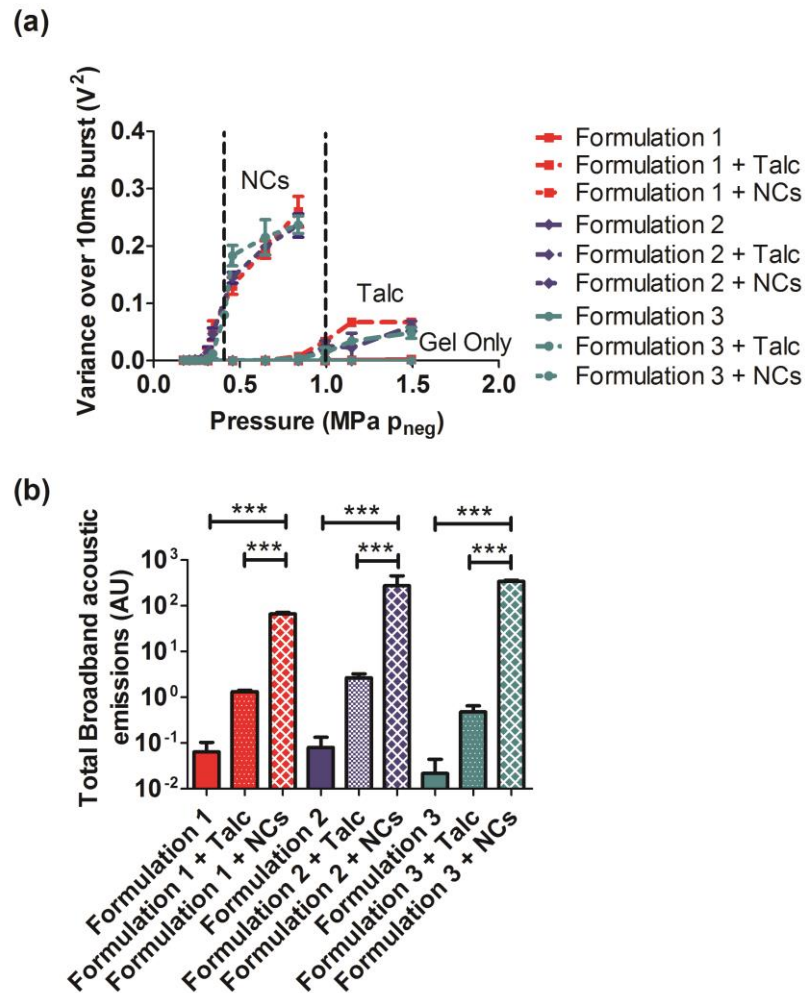 (a)
Variance over 10ms burst (V²)
0.4
0.3
0.2
0.1
0.0
NCs
Talc
Gel Only
0.0 0.5 1.0 1.5 2.0
Pressure (MPa pneg)
Formulation 1
Formulation 1 + Talc
Formulation 1 + NCs
Formulation 2
Formulation 2 + Talc
Formulation 2 + NCs
Formulation 3
Formulation 3 + Talc
Formulation 3 + NCs
(b)
Total Broadband acoustic
emissions (AU)
*** *** ***
*** *** ***
10³
10²
10¹
10⁰
10⁻¹
10⁻²
Formulation 1
Formulation 1 + Talc
Formulation 1 + NCs
Formulation 2
Formulation 2 + Talc
Formulation 2 + NCs
Formulation 3
Formulation 3 + Talc
Formulation 3 + NCs